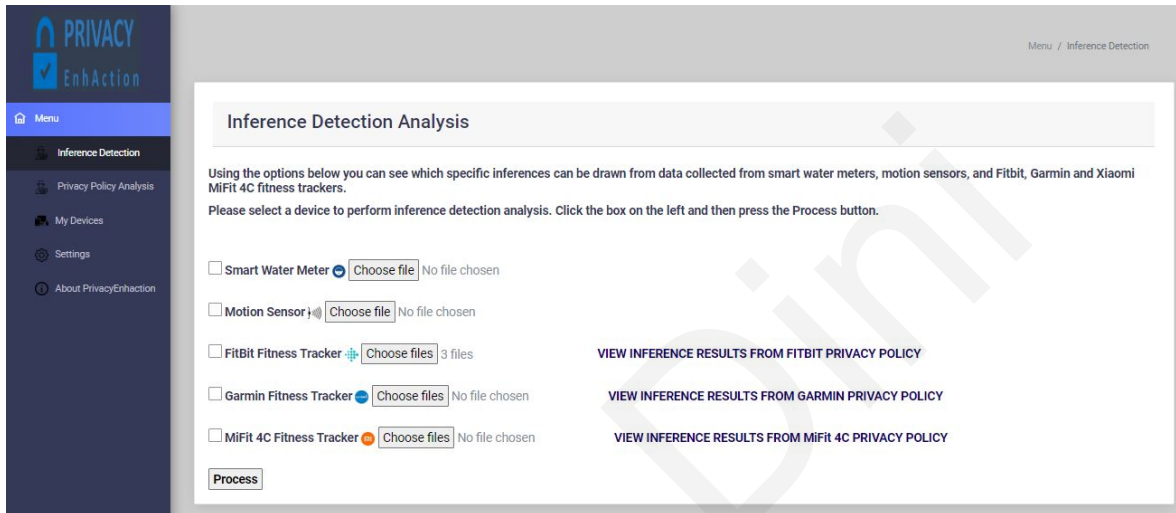 PRIVACY
EnhAction
Menu / Inference Detection
Menu
Inference Detection
Privacy Policy Analysis
My Devices
Settings
About PrivacyEnhaction
Inference Detection Analysis
Using the options below you can see which specific inferences can be drawn from data collected from smart water meters, motion sensors, and Fitbit, Garmin and Xiaomi
MiFit 4C fitness trackers.
Please select a device to perform inference detection analysis. Click the box on the left and then press the Process button.
Smart Water Meter Choose file No file chosen
Motion Sensor Choose file No file chosen
FitBit Fitness Tracker Choose files 3 files VIEW INFERENCE RESULTS FROM FITBIT PRIVACY POLICY
Garmin Fitness Tracker Choose files No file chosen VIEW INFERENCE RESULTS FROM GARMIN PRIVACY POLICY
MiFit 4C Fitness Tracker Choose files No file chosen VIEW INFERENCE RESULTS FROM MiFit 4C PRIVACY POLICY
Process
Dini